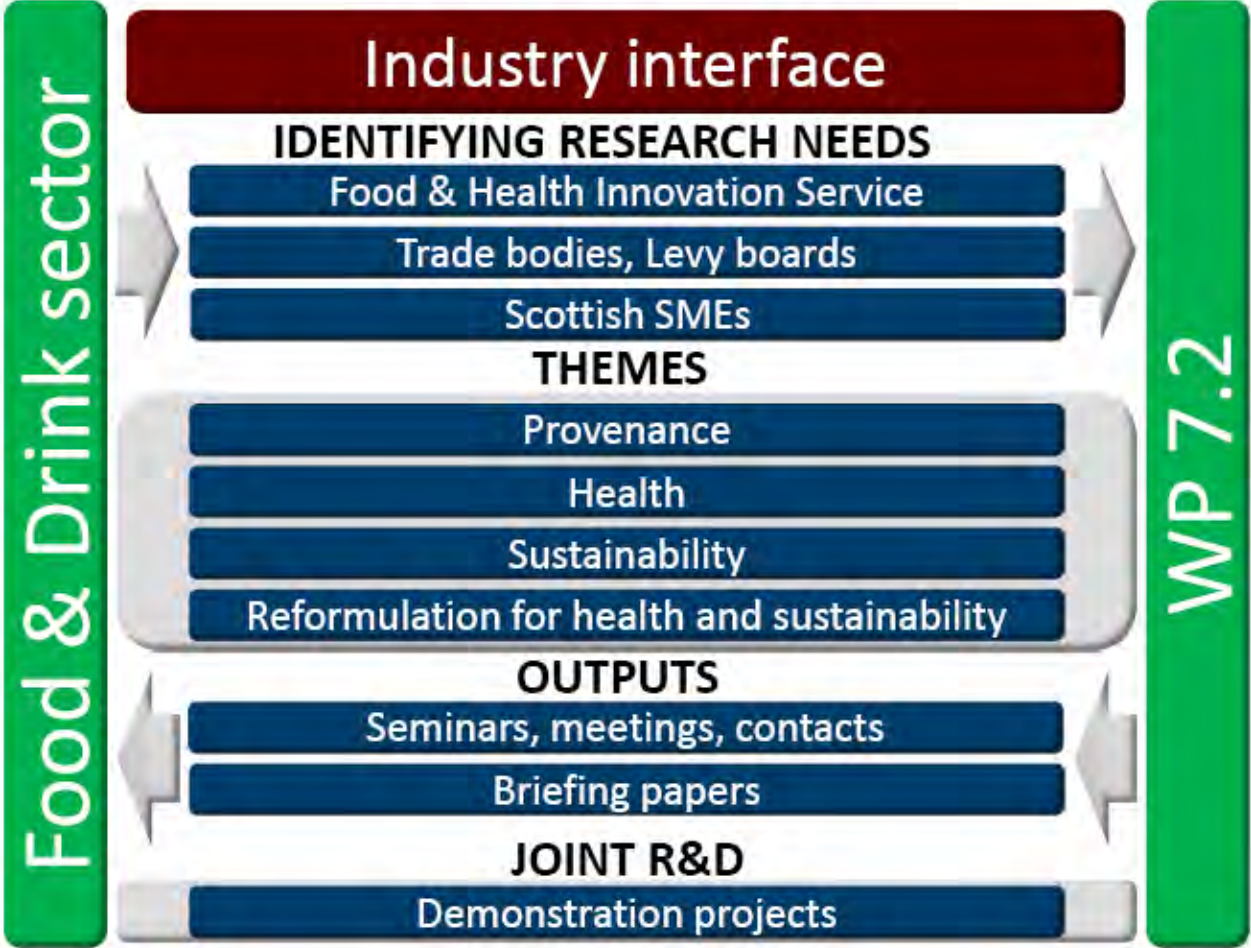 Food & Drink sector
Industry interface
IDENTIFYING RESEARCH NEEDS
Food & Health Innovation Service
Trade bodies, Levy boards
Scottish SMEs
THEMES
Provenance
Health
Sustainability
Reformulation for health and sustainability
OUTPUTS
Seminars, meetings, contacts
Briefing papers
JOINT R&D
Demonstration projects
WP 7.2